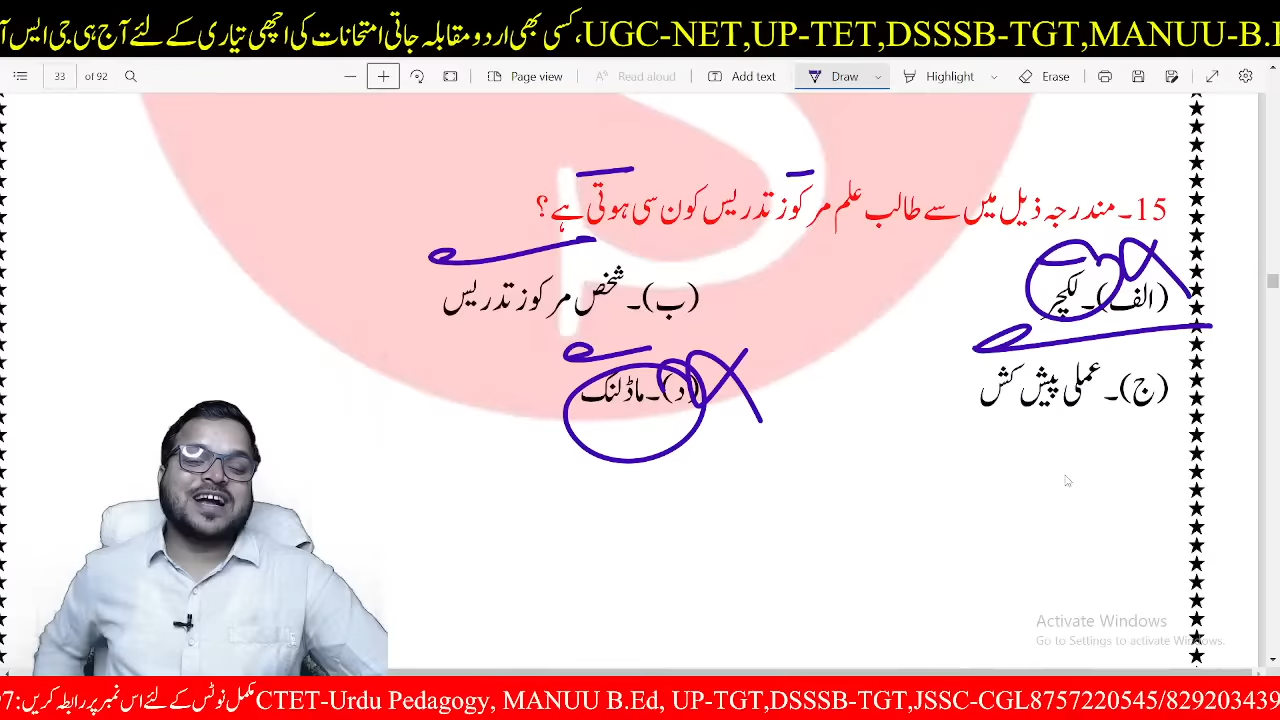 کسی بھی اردو مقابلہ جاتی امتحانات کی اچھی تیاری کے لئے آج ہی جی ایس آ ،UGC-NET,UP-TET,DSSSB-TGT,MANUU-B.E
33 of 92 Page view Read aloud Add text Draw Highlight Erase
15۔ مندرجہ ذیل میں سے طالب علم مرکوز تدریس کون سی ہوتی ہے؟
(الف)۔ لکچر (ب)۔ شخص مرکوز تدریس
(ج)۔ عملی پیش کش (د)۔ ماڈلنگ
Activate Windows
Go to Settings to activate Windows.
مکمل نوٹس کے لئے اس نمبر پر رابطہ کریں: 97 CTET-Urdu Pedagogy, MANUU B.Ed, UP-TGT,DSSSB-TGT,JSSC-CGL8757220545/829203439